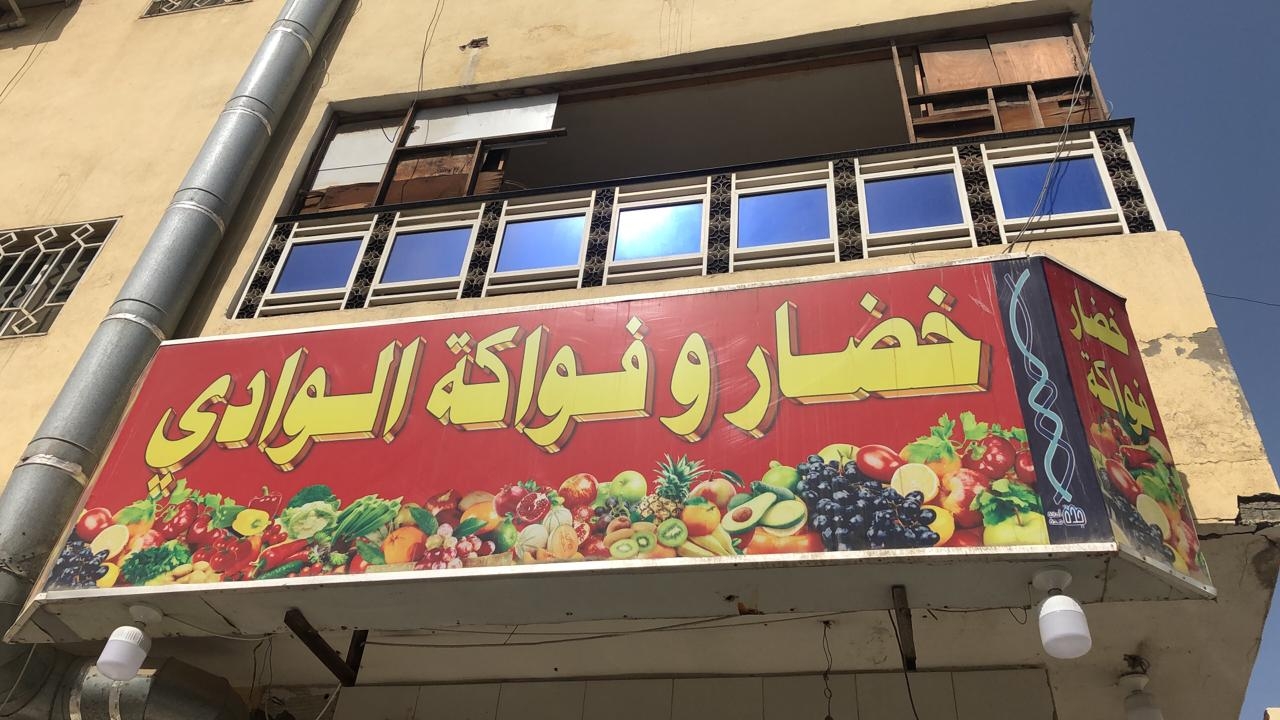 خضار و فواكة الوادي
خضار
فواكة